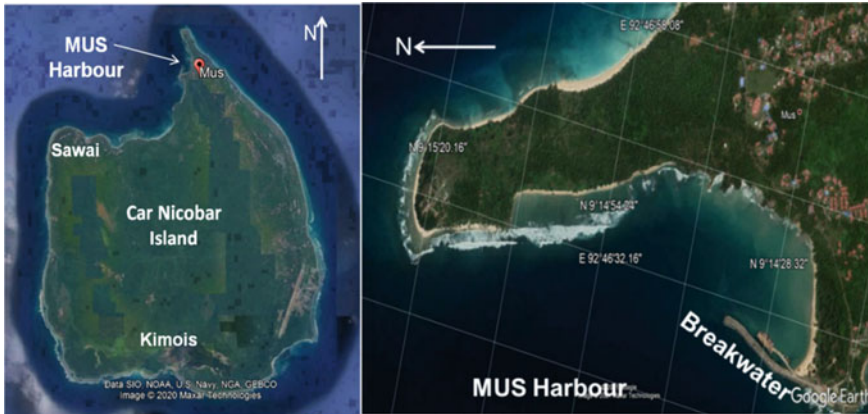 MUS
Harbour
N
Mus
Sawai
Car Nicobar
Island
Kimois
Data SIO, NOAA, U.S. Navy, NGA, GEBCO
Image © 2020 Maxar Technologies
N
E 92°46'58.08"
Mus
N 9°15'20.16"
N 9°14'54.24"
E 92°46'32.16"
N 9°14'28.32"
Breakwater
MUS Harbour
Google Earth